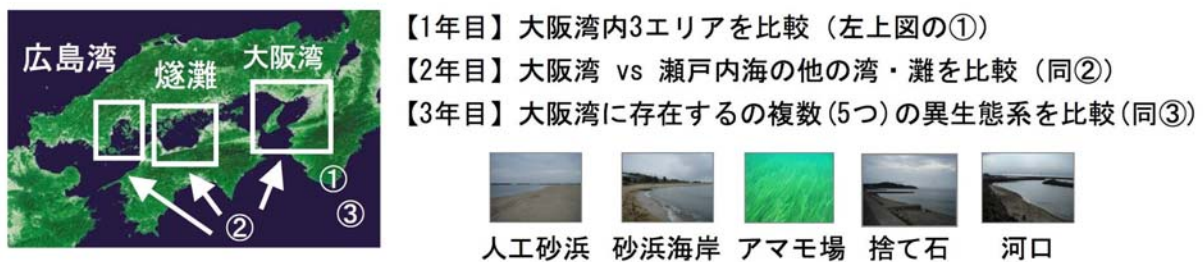 広島湾
燧灘
大阪湾
①
③
②
【1年目】大阪湾内3エリアを比較（左上図の①）
【2年目】大阪湾 vs 瀬戸内海の他の湾・灘を比較（同②）
【3年目】大阪湾に存在するの複数(5つ)の異生態系を比較(同③)
人工砂浜 砂浜海岸 アマモ場 捨て石 河口